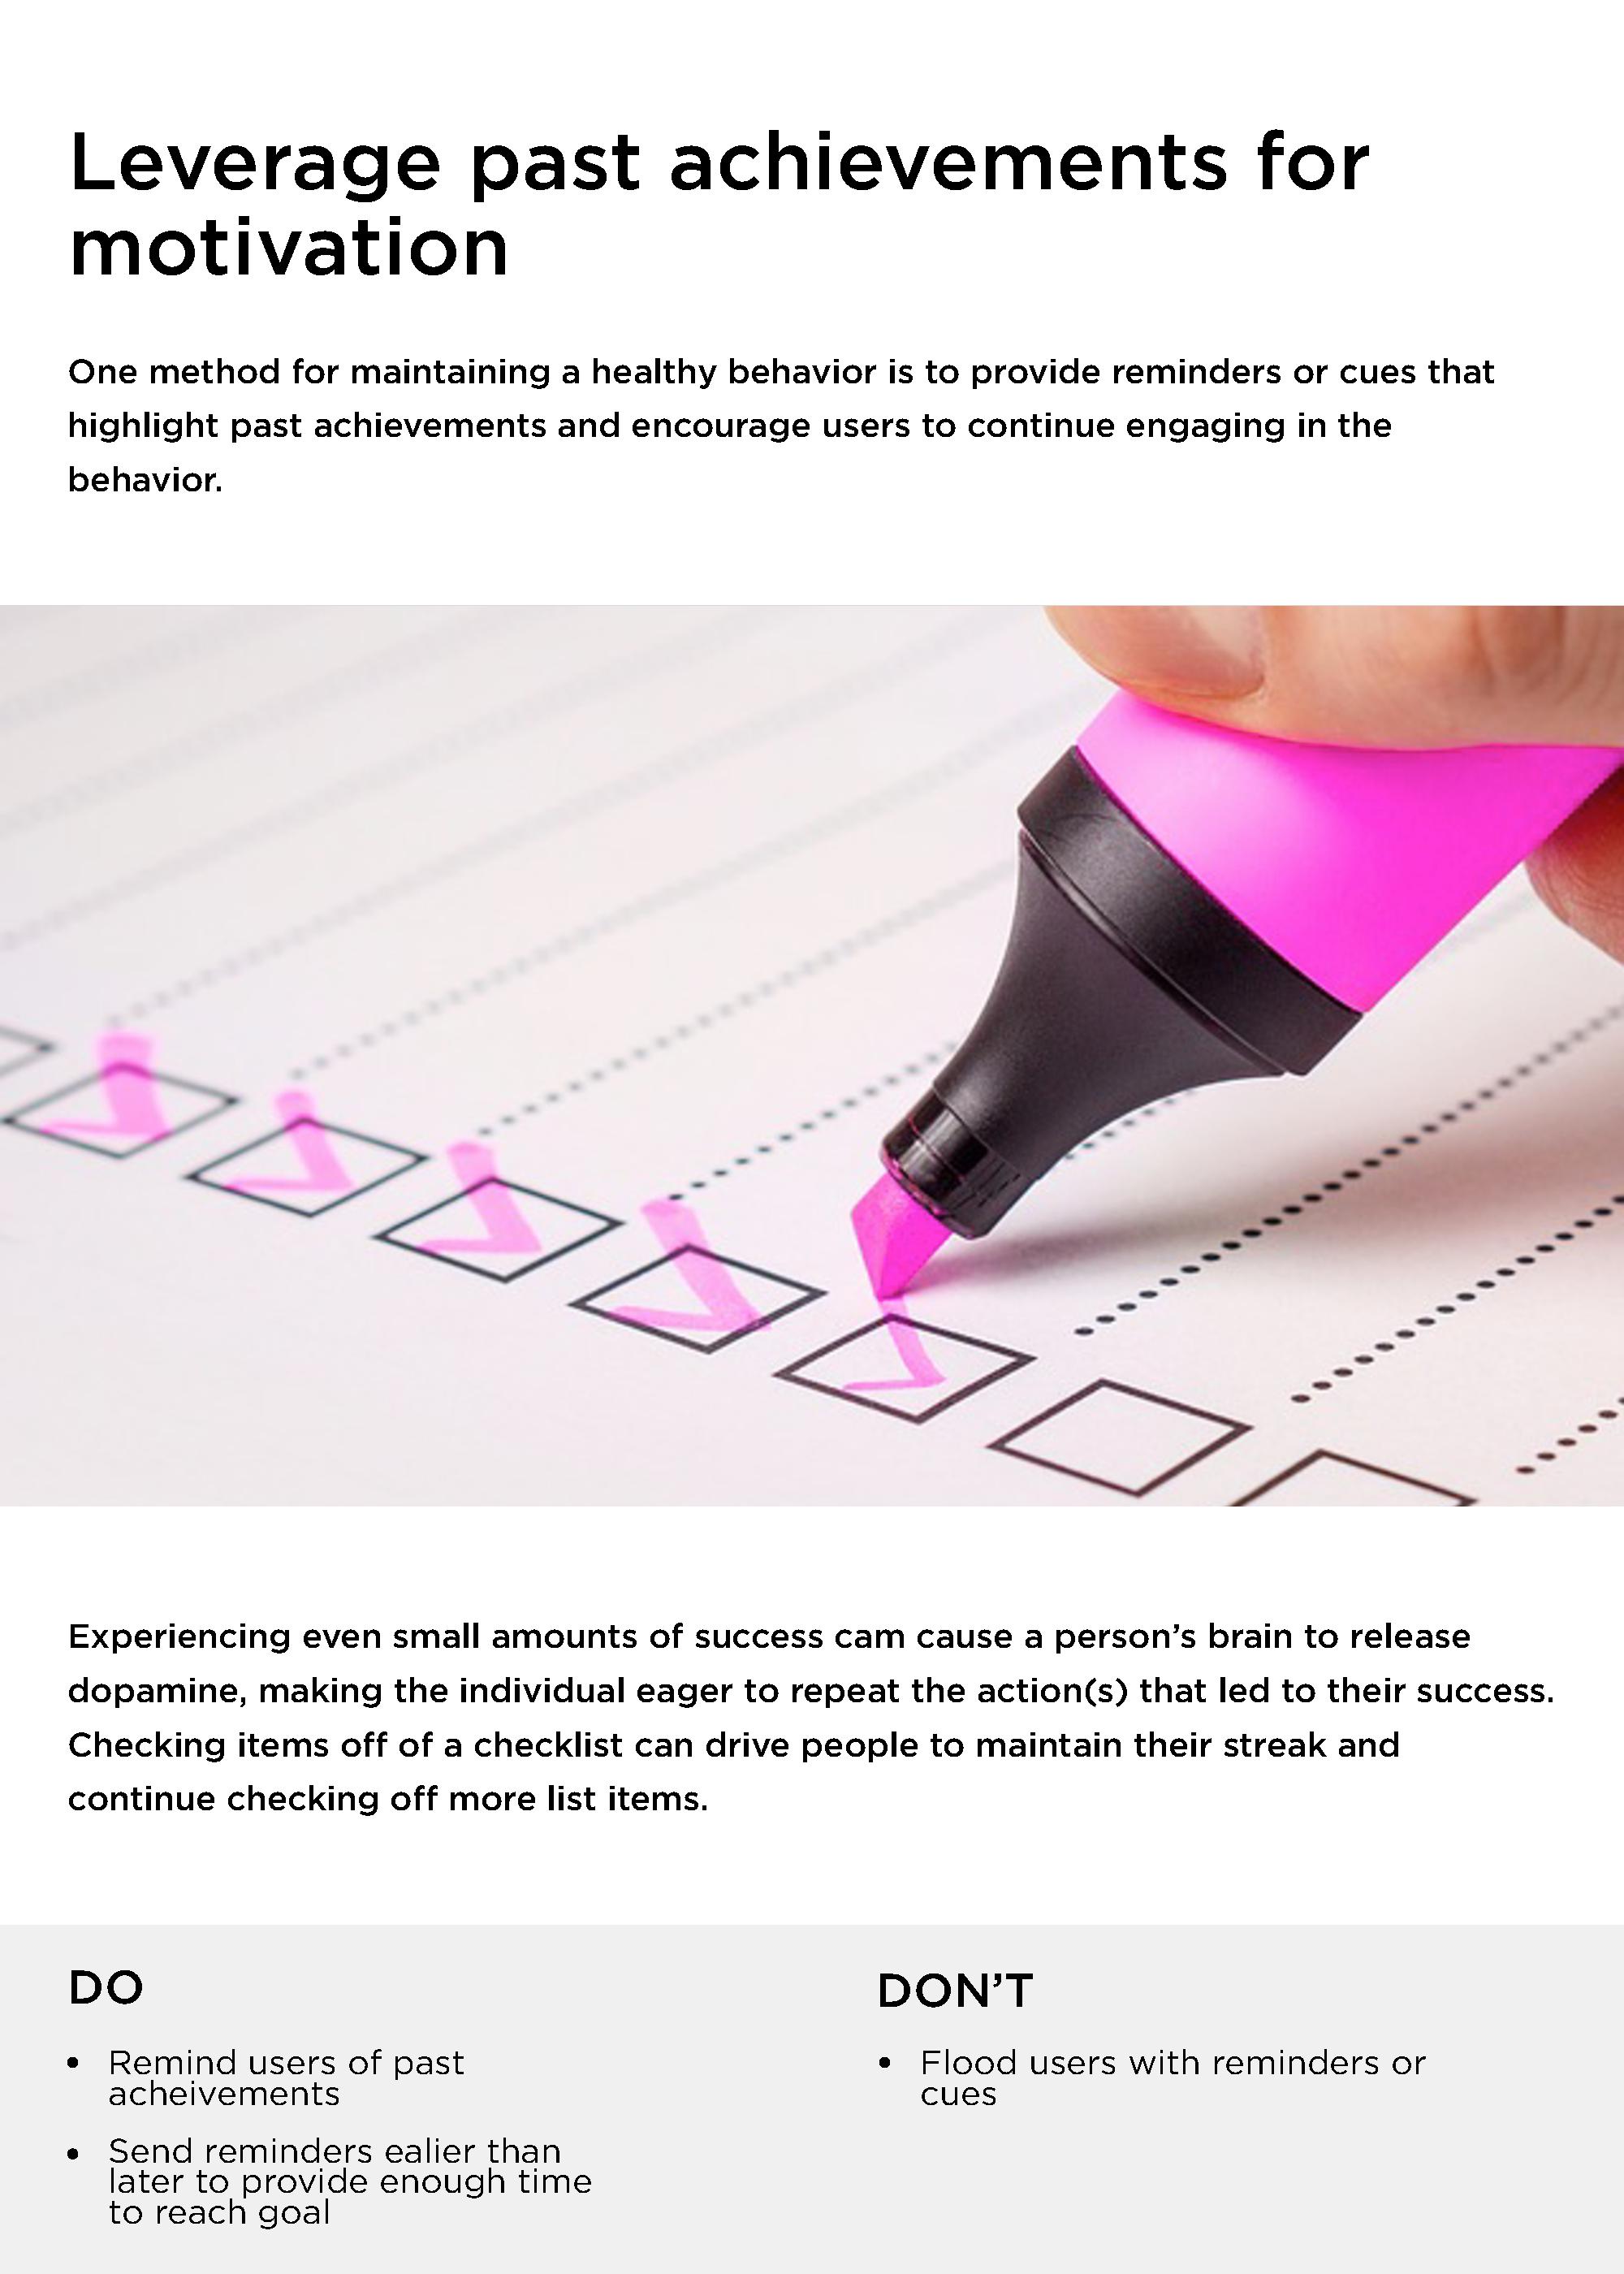 Leverage past achievements for
motivation
One method for maintaining a healthy behavior is to provide reminders or cues that
highlight past achievements and encourage users to continue engaging in the
behavior.
Experiencing even small amounts of success cam cause a person’s brain to release
dopamine, making the individual eager to repeat the action(s) that led to their success.
Checking items off of a checklist can drive people to maintain their streak and
continue checking off more list items.
DO
• Remind users of past
acheivements
• Send reminders ealier than
later to provide enough time
to reach goal
DON’T
• Flood users with reminders or
cues